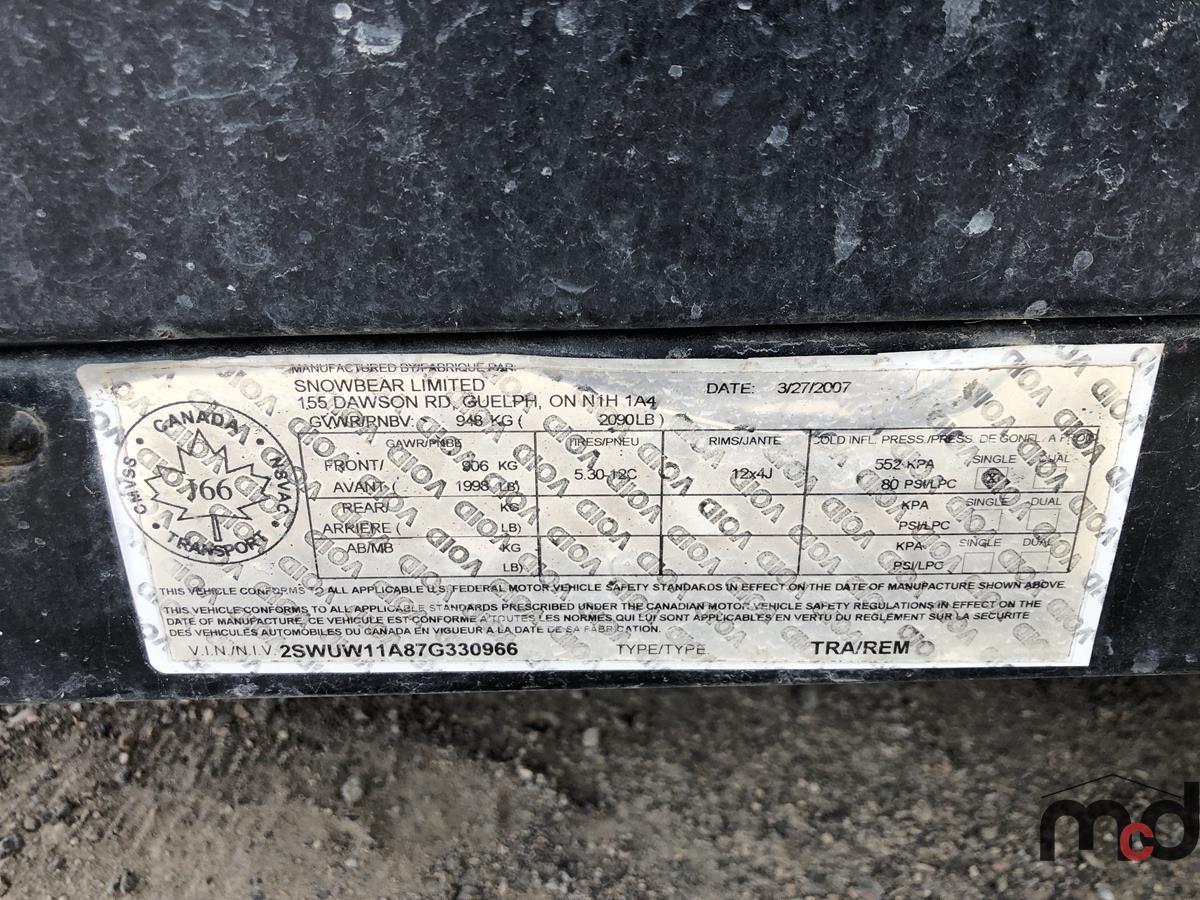 MANUFACTURED BY/FABRIQUE PAR:
SNOWBEAR LIMITED DATE: 3/27/2007
155 DAWSON RD, GUELPH, ON N1H 1A4
GVWR/PNBV: 948 KG ( 2090LB)
GAWR/PNBE TIRES/PNEU RIMS/JANTE COLD INFL. PRESS./PRESS. DE GONFL. A FROID
FRONT/ 906 KG 5.30-12C 12x4J 552 KPA SINGLE DUAL
AVANT ( 1998 LB) 80 PSI/LPC
REAR/ KG KPA SINGLE DUAL
ARRIÈRE ( LB) PSI/LPC
AB/MB KG KPA SINGLE DUAL
LB) PSI/LPC
CANADA
CMVSS NSVAC
166
TRANSPORT
THIS VEHICLE CONFORMS TO ALL APPLICABLE U.S. FEDERAL MOTOR VEHICLE SAFETY STANDARDS IN EFFECT ON THE DATE OF MANUFACTURE SHOWN ABOVE.
THIS VEHICLE CONFORMS TO ALL APPLICABLE STANDARDS PRESCRIBED UNDER THE CANADIAN MOTOR VEHICLE SAFETY REGULATIONS IN EFFECT ON THE
DATE OF MANUFACTURE. CE VEHICULE EST CONFORME A TOUTES LES NORMES QUI LUI SONT APPLICABLES EN VERTU DU REGLEMENT SUR LA SECURITE
DES VEHICULES AUTOMOBILES DU CANADA EN VIGUEUR A LA DATE DE SA FABRICATION.
V.I.N./N.I.V. 2SWUW11A87G330966 TYPE/TYPE. TRA/REM
VOID
mcd